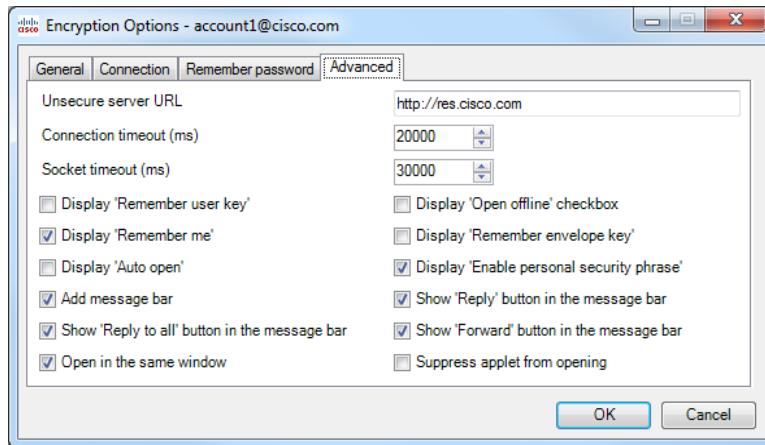 cisco
Encryption Options - account1@cisco.com
General Connection Remember password Advanced
Unsecure server URL http://res.cisco.com
Connection timeout (ms) 20000
Socket timeout (ms) 30000
Display 'Remember user key' Display 'Open offline' checkbox
Display 'Remember me' Display 'Remember envelope key'
Display 'Auto open' Display 'Enable personal security phrase'
Add message bar Show 'Reply' button in the message bar
Show 'Reply to all' button in the message bar Show 'Forward' button in the message bar
Open in the same window Suppress applet from opening
OK Cancel